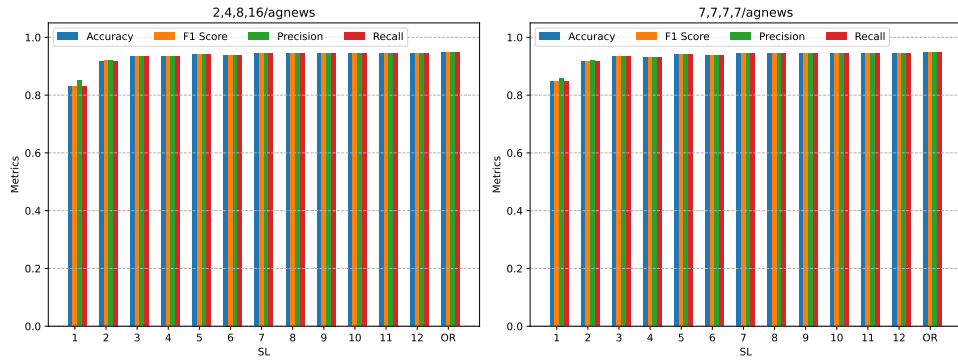 2,4,8,16/agnews
Accuracy F1 Score Precision Recall
1.0
0.8
0.6
0.4
0.2
0.0
Metrics
1 2 3 4 5 6 7 8 9 10 11 12 OR
SL
7,7,7,7/agnews
Accuracy F1 Score Precision Recall
1.0
0.8
0.6
0.4
0.2
0.0
Metrics
1 2 3 4 5 6 7 8 9 10 11 12 OR
SL